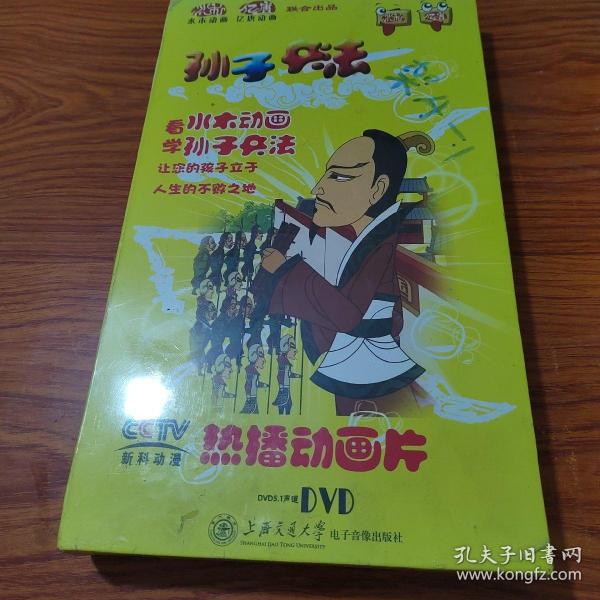 水木动画 亿唐动画 联合出品
孙子兵法
看水木动画
学孙子兵法
让您的孩子立于
人生的不败之地
CCTV
新科动漫
热播动画片
DVD5.1声道 DVD
上海交通大学 电子音像出版社
SHANGHAI JIAO TONG UNIVERSITY
孔夫子旧书网
www.kongfz.com